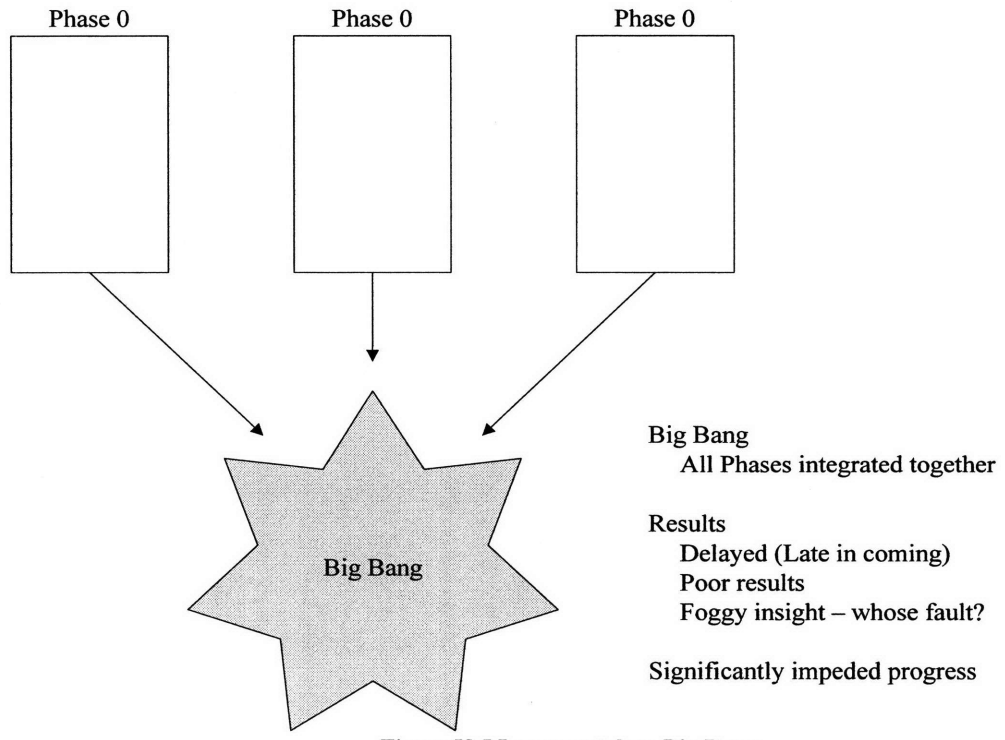 Phase 0
Phase 0
Phase 0
Big Bang
Big Bang
All Phases integrated together
Results
Delayed (Late in coming)
Poor results
Foggy insight – whose fault?
Significantly impeded progress